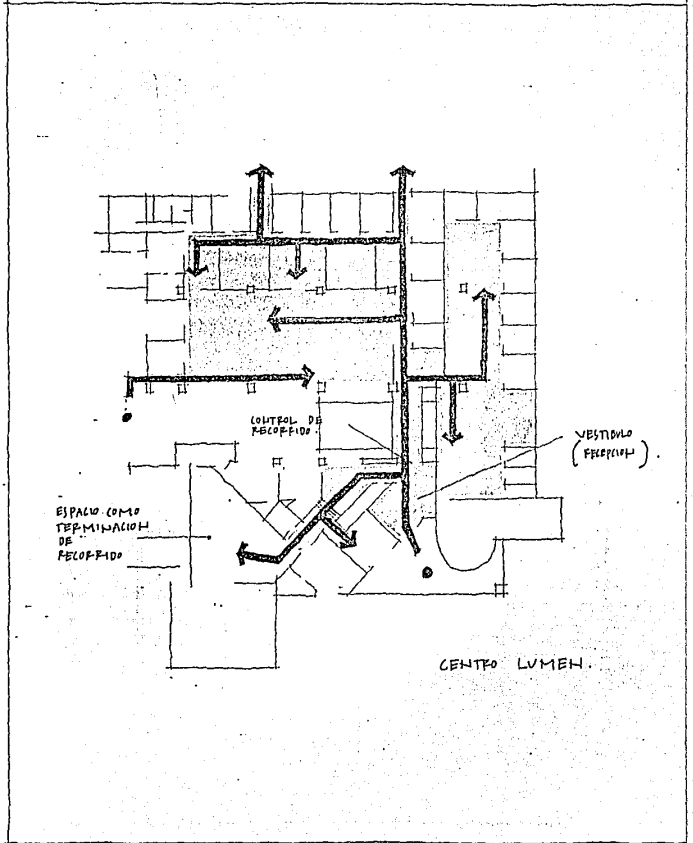 CONTROL DE
RECORRIDO.
VESTIBULO
(RECEPCION).
ESPACIO COMO
TERMINACION
DE
RECORRIDO
CENTRO LUMEN.